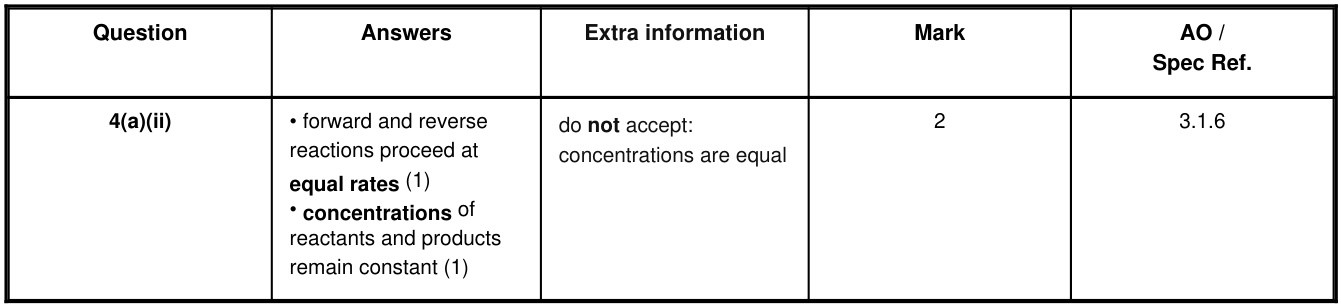 Question Answers Extra information Mark AO /
Spec Ref.
4(a)(ii) • forward and reverse do not accept: 2 3.1.6
reactions proceed at concentrations are equal
equal rates (1)
• concentrations of
reactants and products
remain constant (1)